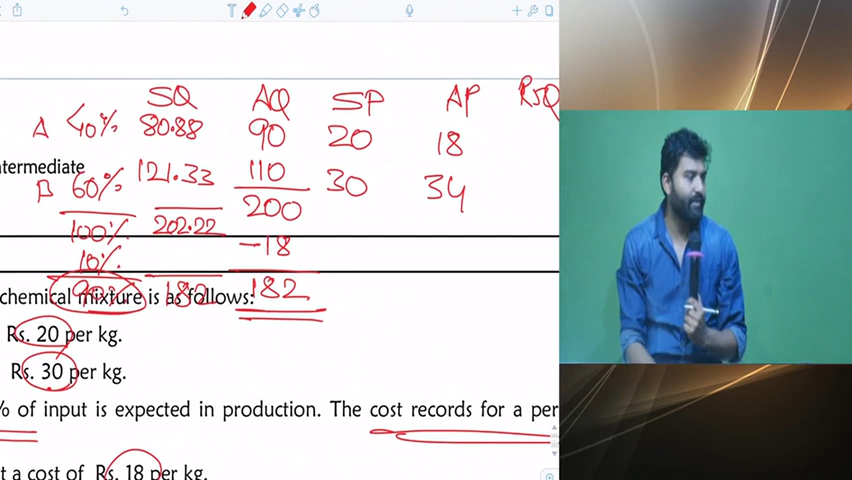 SQ AQ SP AP RSQ
A 40% 80.88 90 20 18
ntermediate
B 60% 121.33 110 30 34
100% 202.22 200
10% -18
90% 182 182
chemical mixture is as follows:
Rs. 20 per kg.
Rs. 30 per kg.
% of input is expected in production. The cost records for a per
t a cost of Rs. 18 per kg.